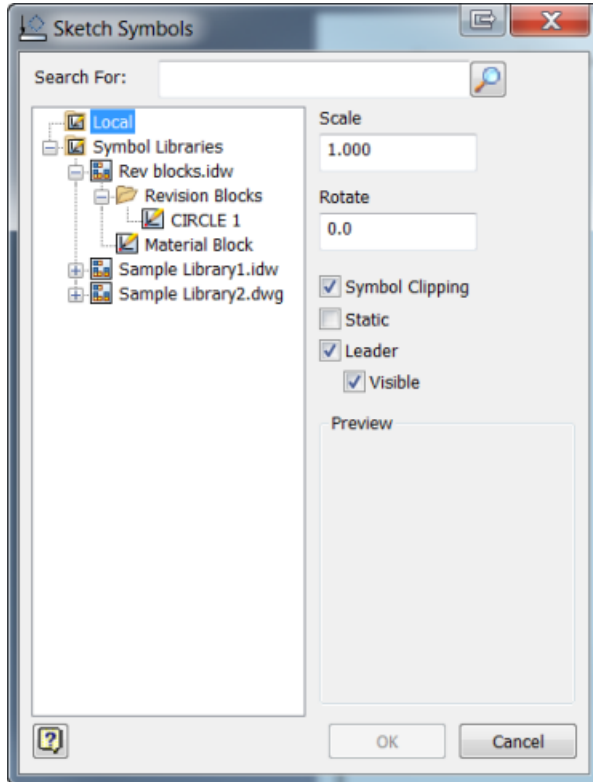 Sketch Symbols
Search For:
Local
Symbol Libraries
Rev blocks.idw
Revision Blocks
CIRCLE 1
Material Block
Sample Library1.idw
Sample Library2.dwg
Scale
1.000
Rotate
0.0
Symbol Clipping
Static
Leader
Visible
Preview
OK
Cancel